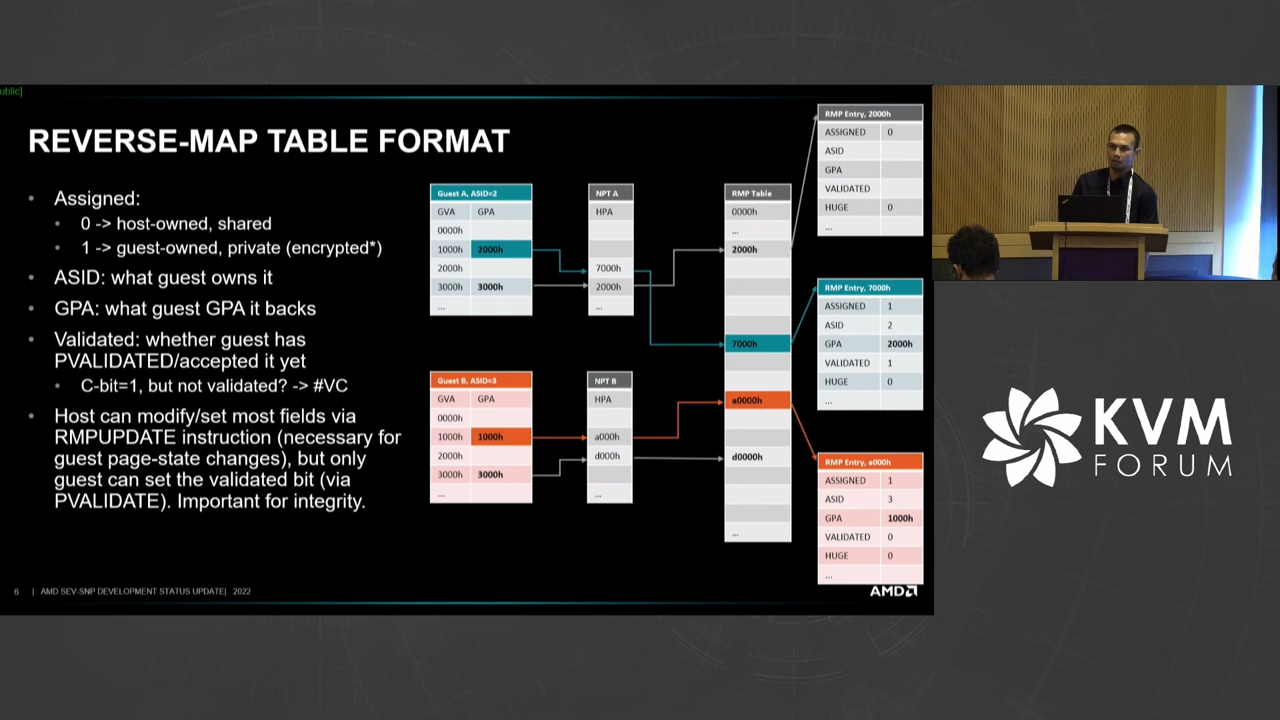 ublic]
REVERSE-MAP TABLE FORMAT
• Assigned:
• 0 -> host-owned, shared
• 1 -> guest-owned, private (encrypted*)
• ASID: what guest owns it
• GPA: what guest GPA it backs
• Validated: whether guest has
PVALIDATED/accepted it yet
• C-bit=1, but not validated? -> #VC
• Host can modify/set most fields via
RMPUPDATE instruction (necessary for
guest page-state changes), but only
guest can set the validated bit (via
PVALIDATE). Important for integrity.
Guest A, ASID=2
GVA GPA
0000h
1000h 2000h
2000h
3000h 3000h
...
NPT A
HPA
7000h
2000h
...
Guest B, ASID=3
GVA GPA
0000h
1000h 1000h
2000h
3000h 3000h
...
NPT B
HPA
a000h
d000h
...
RMP Table
0000h
...
2000h
7000h
a0000h
d0000h
...
RMP Entry, 2000h
ASSIGNED 0
ASID
GPA
VALIDATED
HUGE 0
...
RMP Entry, 7000h
ASSIGNED 1
ASID 2
GPA 2000h
VALIDATED 1
HUGE 0
...
RMP Entry, a000h
ASSIGNED 1
ASID 3
GPA 1000h
VALIDATED 0
HUGE 0
...
6 | AMD SEV-SNP DEVELOPMENT STATUS UPDATE| 2022
AMD
KVM
FORUM